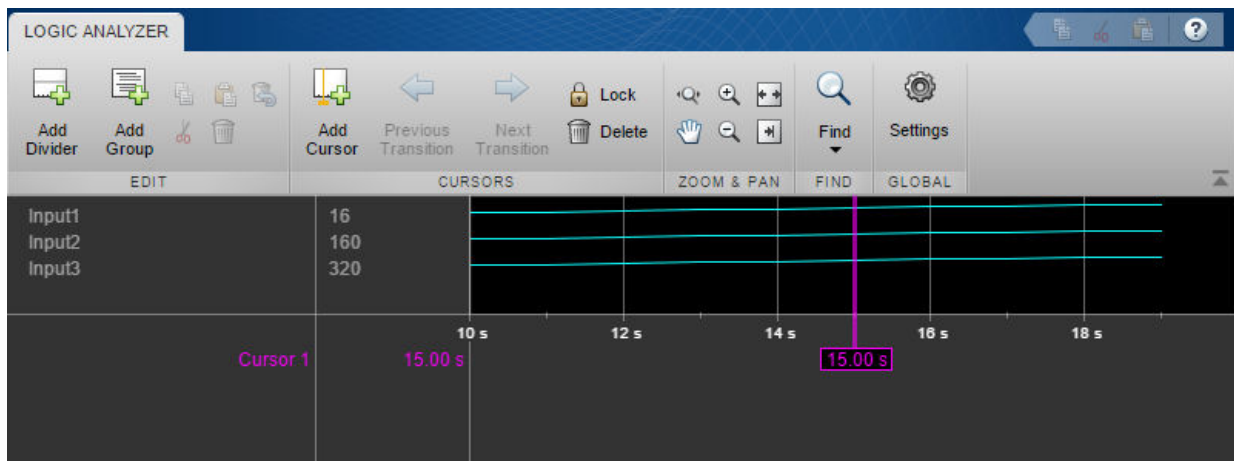 LOGIC ANALYZER
?
Add Divider
Add Group
Add Cursor
Previous Transition
Next Transition
Lock
Delete
Find
Settings
EDIT
CURSORS
ZOOM & PAN
FIND
GLOBAL
Input1 16
Input2 160
Input3 320
10 s 12 s 14 s 16 s 18 s
Cursor 1 15.00 s 15.00 s